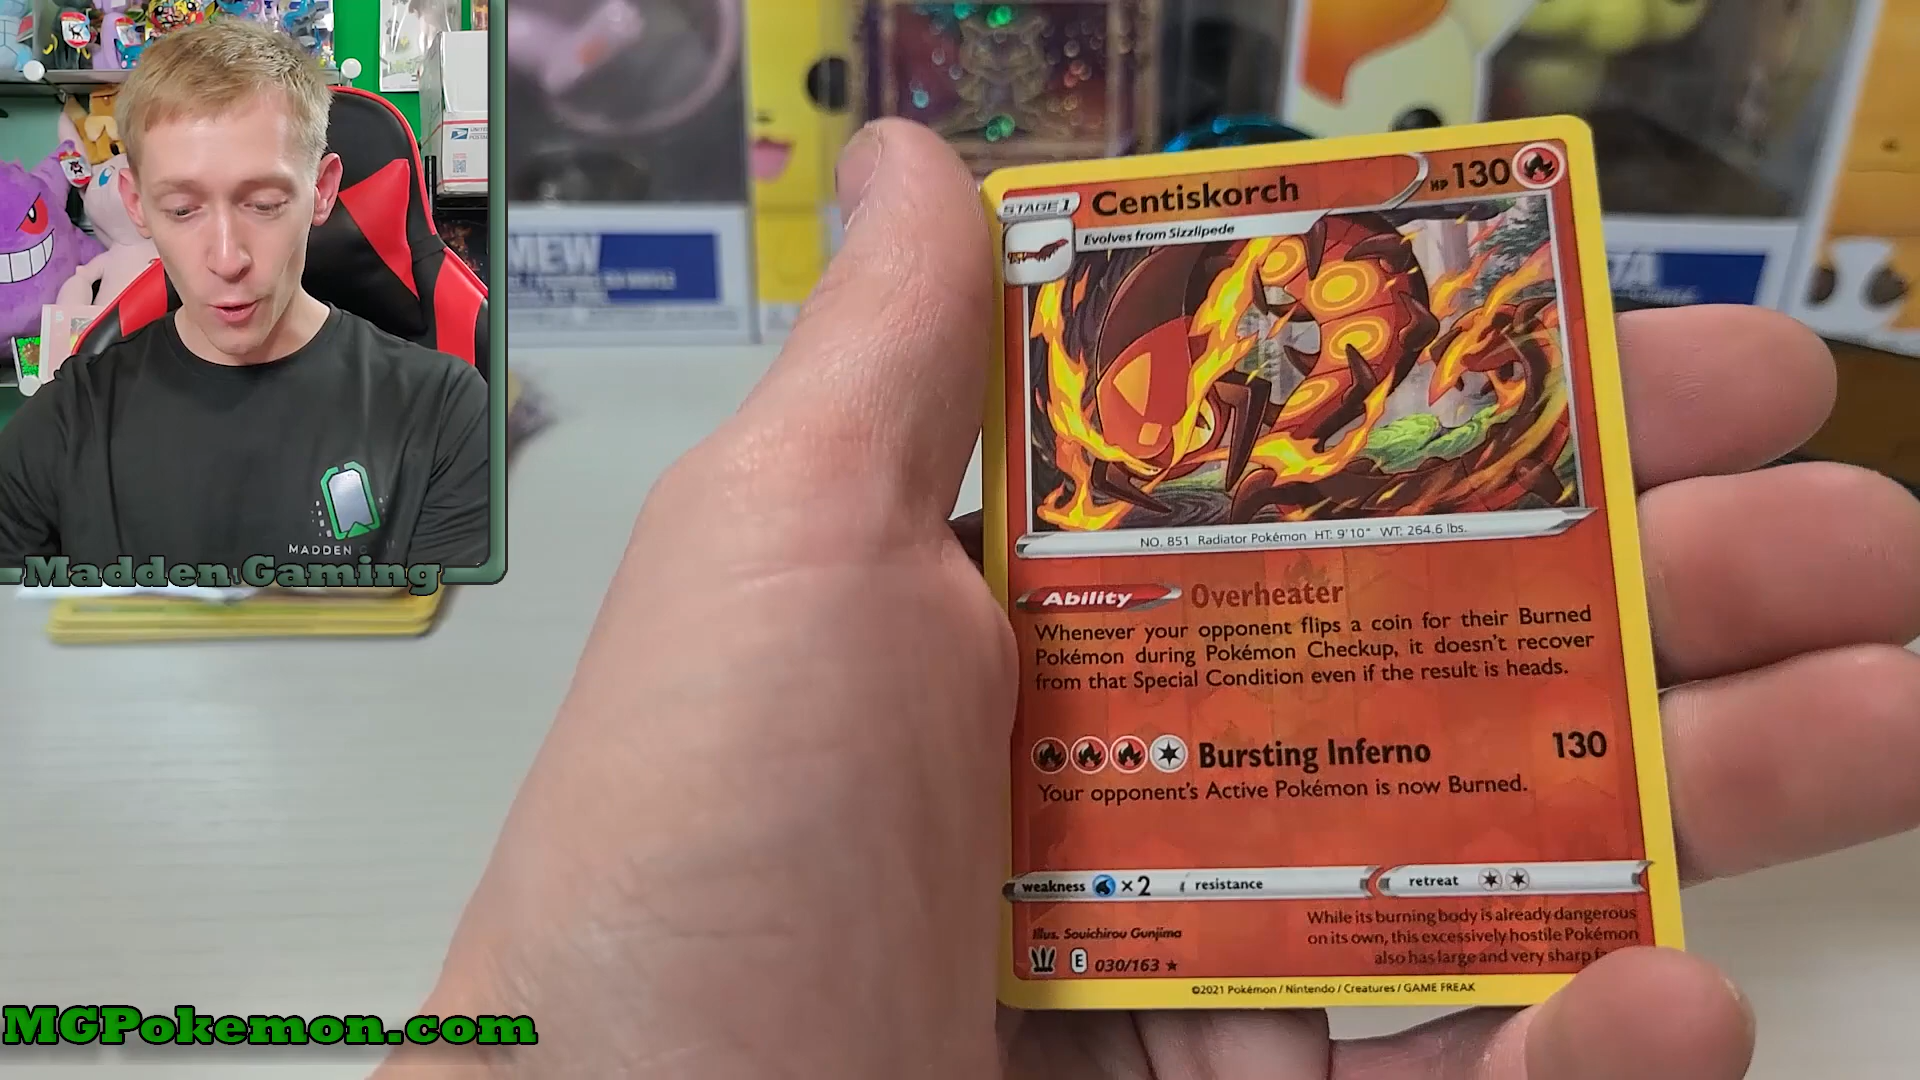 MEW
MADDEN
Madden Gaming
MGPokemon.com
STAGE 1
Centiskorch
HP 130
Evolves from Sizzlipede
NO. 851 Radiator Pokémon HT: 9'10" WT: 264.6 lbs.
Ability Overheater
Whenever your opponent flips a coin for their Burned
Pokémon during Pokémon Checkup, it doesn't recover
from that Special Condition even if the result is heads.
Bursting Inferno 130
Your opponent's Active Pokémon is now Burned.
weakness ×2 resistance retreat
While its burning body is already dangerous
on its own, this excessively hostile Pokémon
also has large and very sharp
Illus. Souichirou Gunjima
E 030/163 ★
©2021 Pokémon / Nintendo / Creatures / GAME FREAK